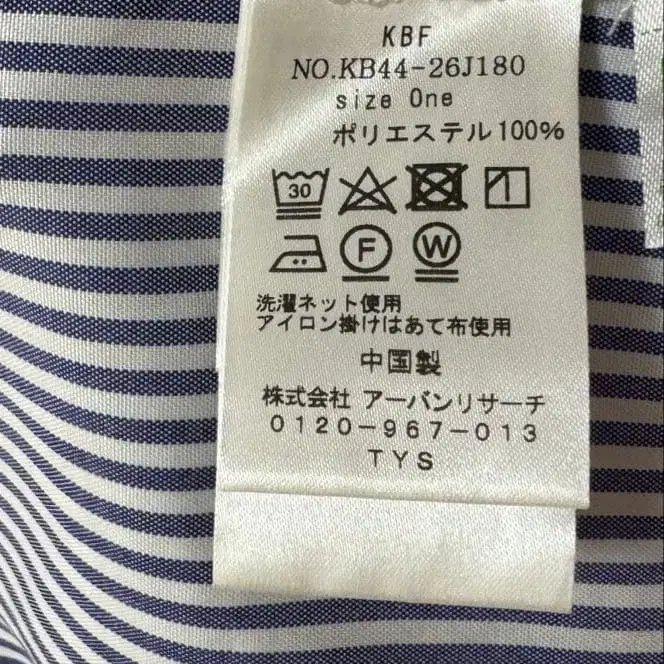 KBF
NO.KB44-26J180
size One
ポリエステル100%
30
F W
洗濯ネット使用
アイロン掛けはあて布使用
中国製
株式会社 アーバンリサーチ
0120-967-013
TYS